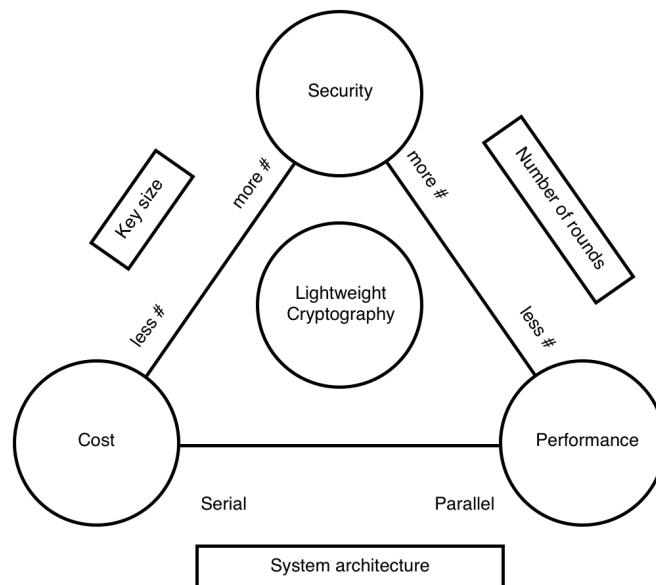 Security
more #
more #
Key size
Number of rounds
Lightweight
Cryptography
less #
less #
Cost
Performance
Serial
Parallel
System architecture